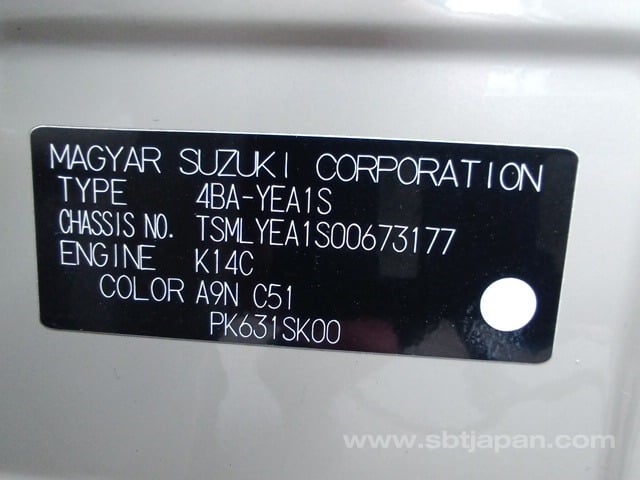 MAGYAR SUZUKI CORPORATION
TYPE 4BA-YEA1S
CHASSIS NO. TSMLYEA1S00673177
ENGINE K14C
COLOR A9N C51
PK631SK00
www.sbtjapan.com